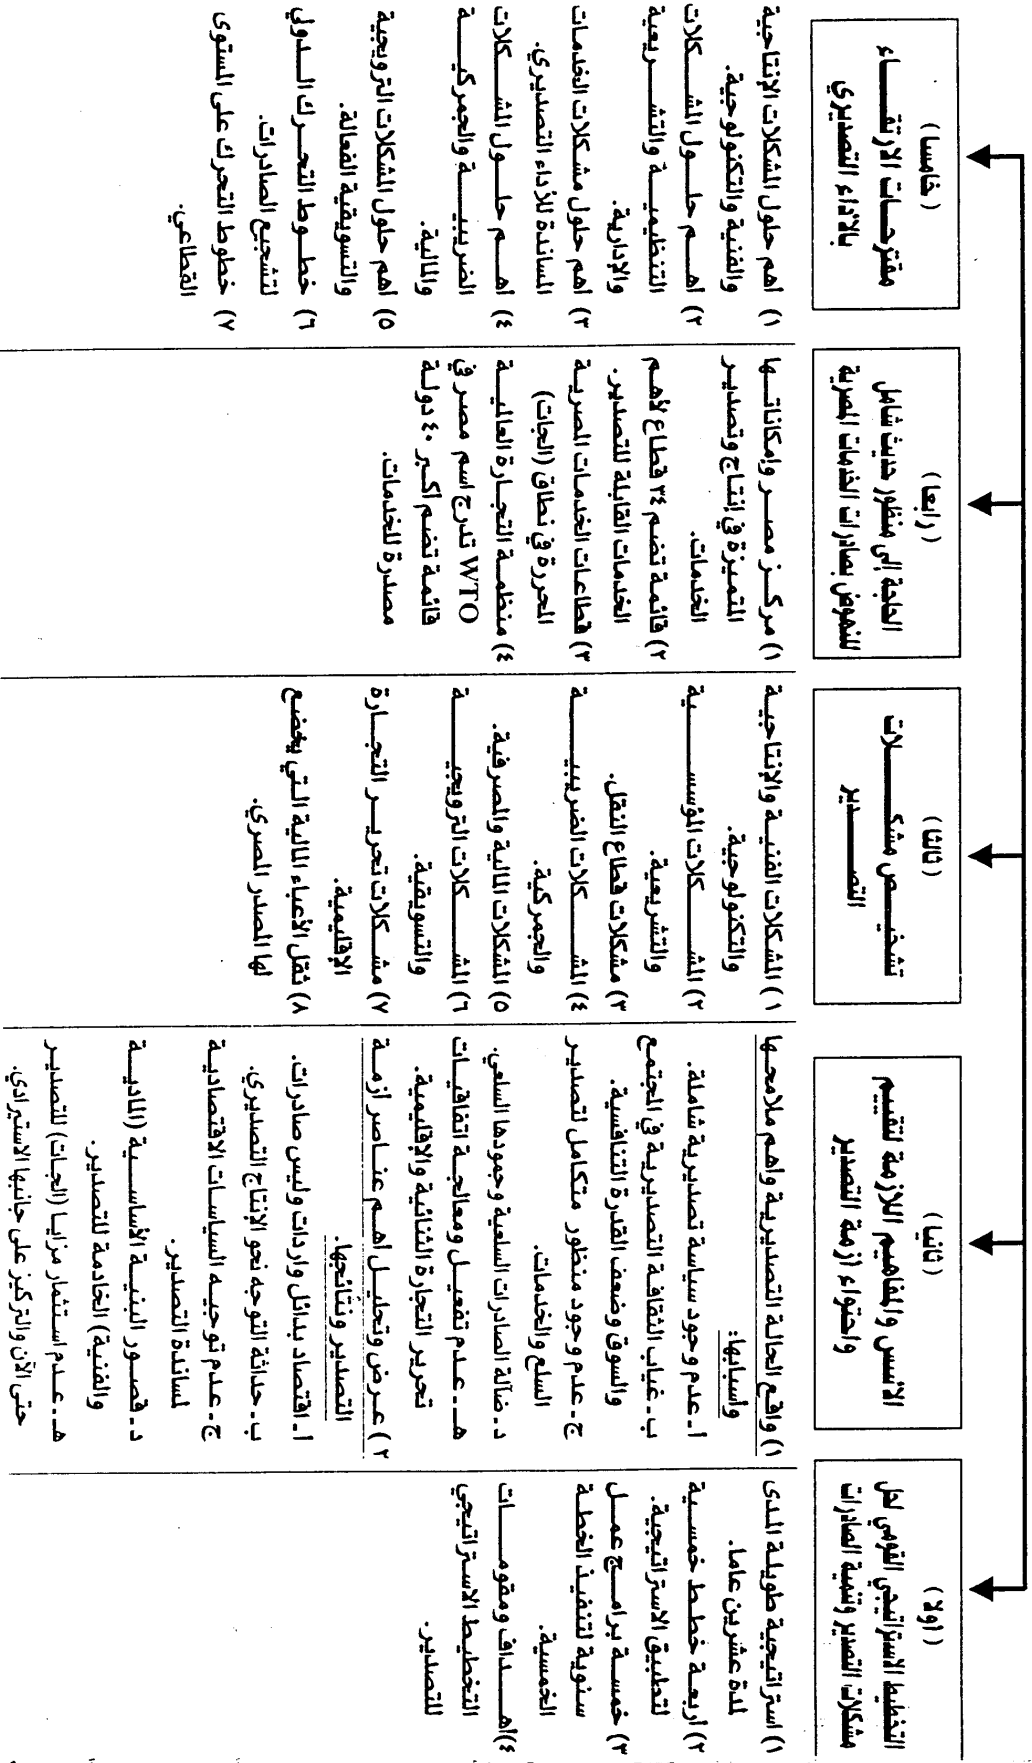 (أولا)
التخطيط الاستراتيجي القومي لحل
مشكلات التصدير وتنمية الصادرات
١) استراتيجية طويلة المدى
لمدة عشرين عاما.
٢) أربعة خطط خمسية
لتطبيق الاستراتيجية.
٣) خمسة برامج عمل
سنوية لتنفيذ الخطة
الخمسية.
٤) أهداف ومقومات
التخطيط الاستراتيجي
للتصدير.
(ثانيا)
الأسس والمفاهيم اللازمة لتقييم
واحتواء أزمة التصدير
١) واقع الحالة التصديرية وأهم ملامحها
وأسبابها:
أ ـ عدم وجود سياسة تصديرية شاملة.
ب ـ غياب الثقافة التصديرية في المجتمع
والسوق وضعف القدرة التنافسية.
ج ـ عدم وجود منظور متكامل لتصدير
السلع والخدمات.
د ـ ضآلة الصادرات السلعية وجمودها السلعي.
هـ ـ عدم تفعيل ومعالجة اتفاقيات
تحرير التجارة الثنائية والإقليمية.
٢) عرض وتحليل أهم عناصر أزمة
التصدير ونتائجها.
أ ـ اقتصاد بدائل واردات وليس صادرات.
ب ـ حداثة التوجه نحو الإنتاج التصديري.
ج ـ عدم توجيه السياسات الاقتصادية
لمساندة التصدير.
د ـ قصور البنية الأساسية (المادية
والفنية) الخادمة للتصدير.
هـ ـ عدم استثمار مزايا (الجات) للتصدير
حتى الآن والتركيز على جانبها الاستيرادي.
(ثالثا)
تشخيص مشكلات
التصدير
١) المشكلات الفنية والإنتاجية
والتكنولوجية.
٢) المشكلات المؤسسية
والتشريعية.
٣) مشكلات قطاع النقل.
٤) المشكلات الضريبية
والجمركية.
٥) المشكلات المالية والمصرفية.
٦) المشكلات الترويجية
والتسويقية.
٧) مشكلات تحرير التجارة
الإقليمية.
٨) ثقل الأعباء المالية التي يخضع
لها المصدر المصري.
(رابعا)
الحاجة إلى منظور حديث شامل
للنهوض بصادرات الخدمات المصرية
١) مركز مصر وإمكاناتها
المتميزة في إنتاج وتصدير
الخدمات.
٢) قائمة تضم ٣٤ قطاع لأهم
الخدمات القابلة للتصدير.
٣) قطاعات الخدمات المصرية
المحررة في نطاق (الجات)
٤) منظمة التجارة العالمية
WTO تدرج اسم مصر في
قائمة تضم أكبر ٤٠ دولة
مصدرة للخدمات.
(خامسا)
مقترحات الارتقاء
بالأداء التصديري
١) أهم حلول المشكلات الإنتاجية
والفنية والتكنولوجية.
٢) أهم حلول المشكلات
التنظيمية والتشريعية
والإدارية.
٣) أهم حلول مشكلات الخدمات
المساندة للأداء التصديري.
٤) أهم حلول المشكلات
الضريبية والجمركية
والمالية.
٥) أهم حلول المشكلات الترويجية
والتسويقية الفعالة.
٦) خطوط التحرك الدولي
لتشجيع الصادرات.
٧) خطوط التحرك على المستوى
القطاعي.